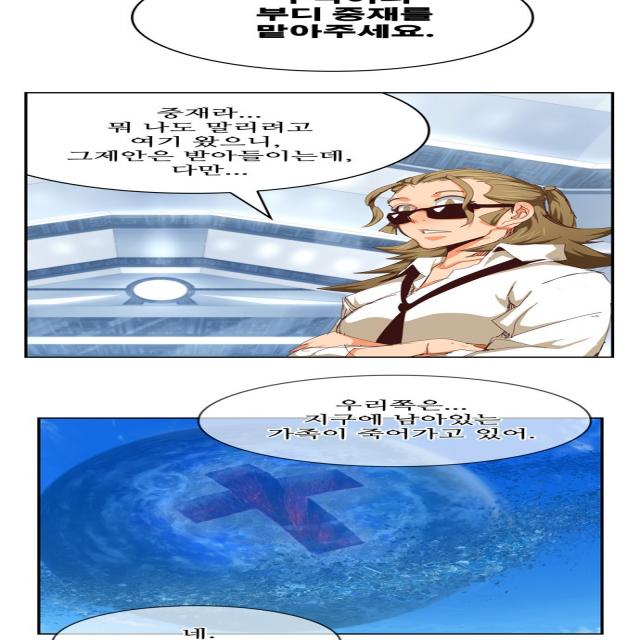 부디 중재를
맡아주세요.
중재라...
뭐 나도 말리려고
여기 왔으니,
그제안은 받아들이는데,
다만...
우리쪽은...
지구에 남아있는
가족이 죽어가고 있어.
네.